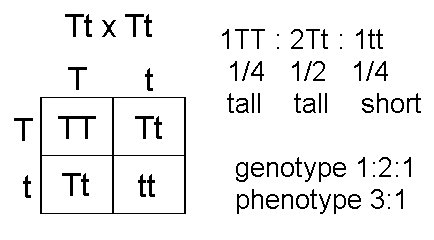 Tt x Tt
T t
T TT Tt
t Tt tt
1TT : 2Tt : 1tt
1/4 1/2 1/4
tall tall short
genotype 1:2:1
phenotype 3:1